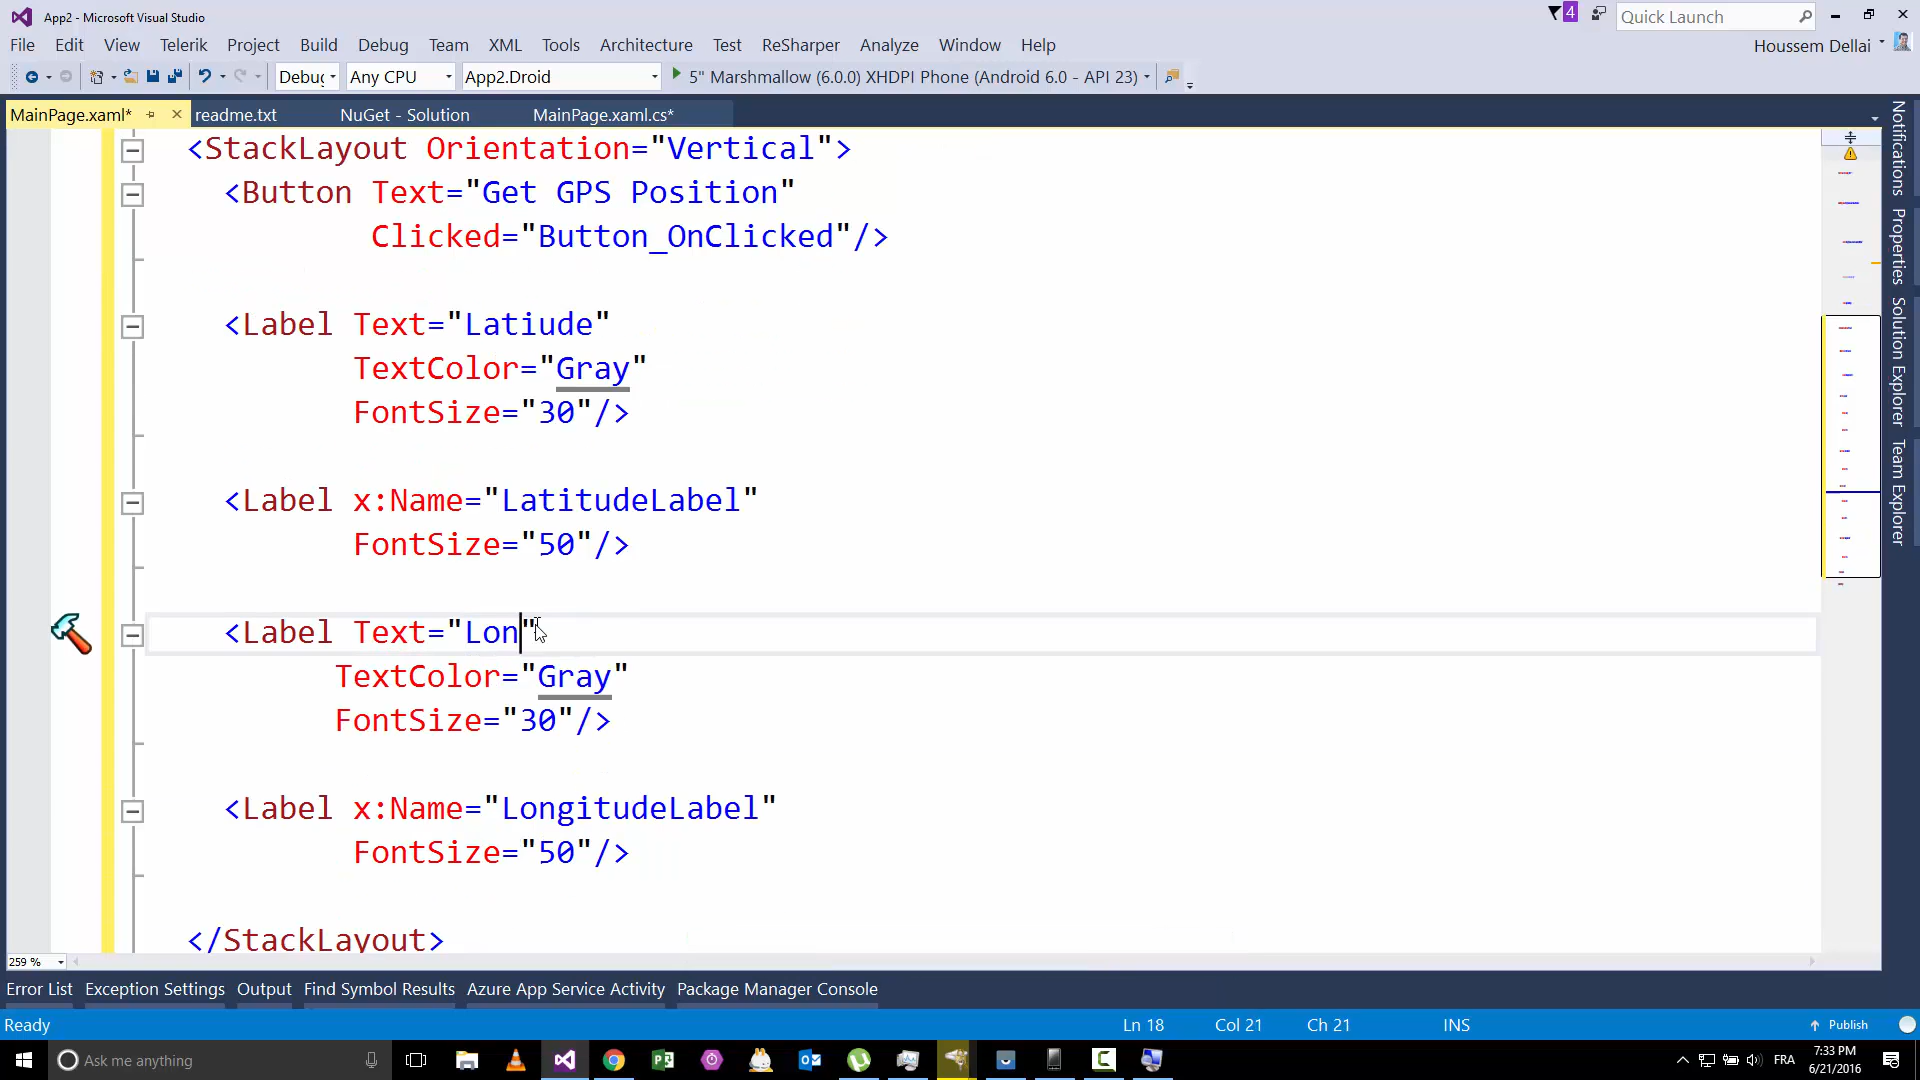 App2 - Microsoft Visual Studio
4
Quick Launch
File Edit View Telerik Project Build Debug Team XML Tools Architecture Test ReSharper Analyze Window Help
Houssem Dellai
Debug Any CPU App2.Droid 5" Marshmallow (6.0.0) XHDPI Phone (Android 6.0 - API 23)
MainPage.xaml* readme.txt NuGet - Solution MainPage.xaml.cs*
<StackLayout Orientation="Vertical">
<Button Text="Get GPS Position"
Clicked="Button_OnClicked"/>
<Label Text="Latiude"
TextColor="Gray"
FontSize="30"/>
<Label x:Name="LatitudeLabel"
FontSize="50"/>
<Label Text="Lon"
TextColor="Gray"
FontSize="30"/>
<Label x:Name="LongitudeLabel"
FontSize="50"/>
</StackLayout>
Notifications
Properties
Solution Explorer
Team Explorer
259 %
Error List Exception Settings Output Find Symbol Results Azure App Service Activity Package Manager Console
Ready Ln 18 Col 21 Ch 21 INS Publish
Ask me anything
FRA
7:33 PM
6/21/2016